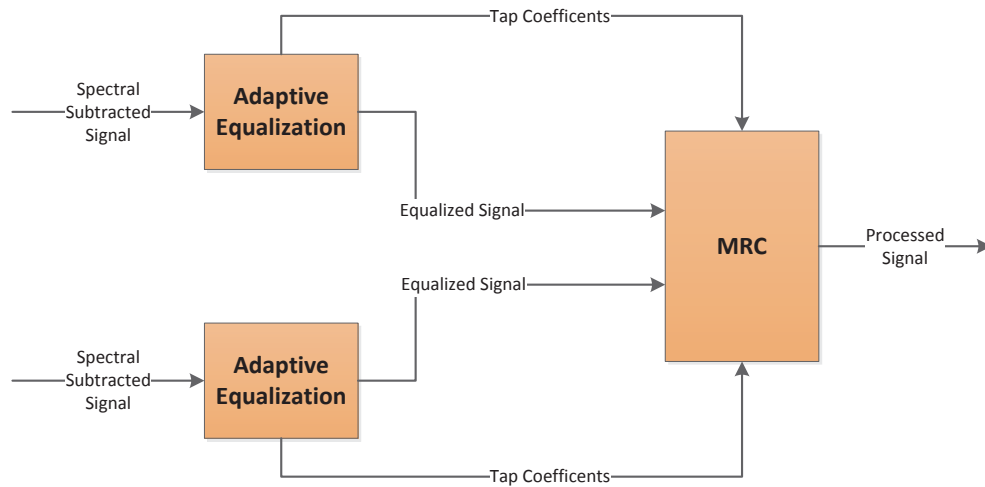 Tap Coefficents
Spectral
Subtracted
Signal
Adaptive
Equalization
Equalized Signal
MRC
Processed
Signal
Equalized Signal
Spectral
Subtracted
Signal
Adaptive
Equalization
Tap Coefficents